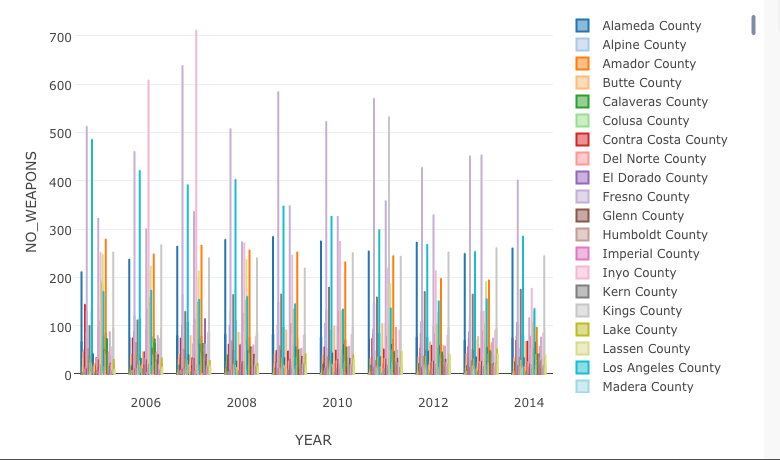 700
600
500
400
300
200
100
0
NO_WEAPONS
2006
2008
2010
2012
2014
YEAR
Alameda County
Alpine County
Amador County
Butte County
Calaveras County
Colusa County
Contra Costa County
Del Norte County
El Dorado County
Fresno County
Glenn County
Humboldt County
Imperial County
Inyo County
Kern County
Kings County
Lake County
Lassen County
Los Angeles County
Madera County